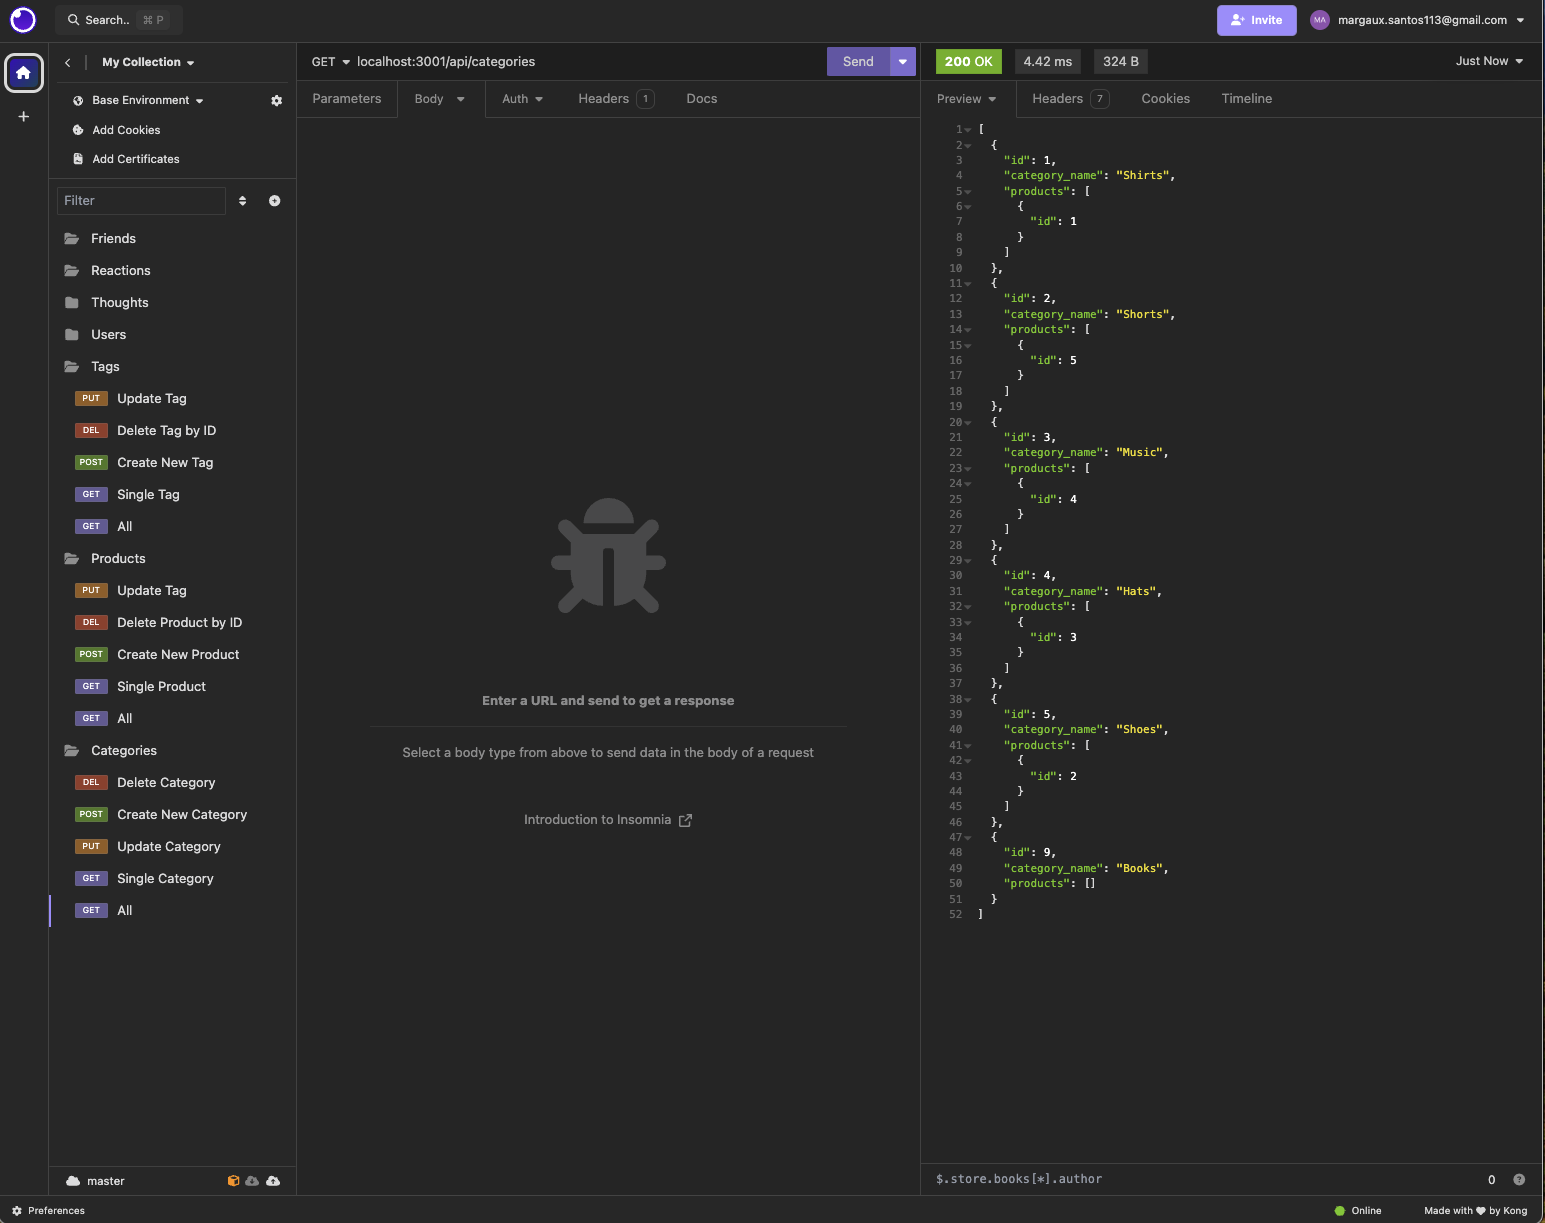 Search.. ⌘ P
Invite
MA margaux.santos113@gmail.com
My Collection
Base Environment
Add Cookies
Add Certificates
Filter
Friends
Reactions
Thoughts
Users
Tags
PUT Update Tag
DEL Delete Tag by ID
POST Create New Tag
GET Single Tag
GET All
Products
PUT Update Tag
DEL Delete Product by ID
POST Create New Product
GET Single Product
GET All
Categories
DEL Delete Category
POST Create New Category
PUT Update Category
GET Single Category
GET All
master
GET localhost:3001/api/categories
Send
Parameters Body Auth Headers 1 Docs
Enter a URL and send to get a response
Select a body type from above to send data in the body of a request
Introduction to Insomnia
200 OK 4.42 ms 324 B Just Now
Preview Headers 7 Cookies Timeline
1 [
2 {
3 "id": 1,
4 "category_name": "Shirts",
5 "products": [
6 {
7 "id": 1
8 }
9 ]
10 },
11 {
12 "id": 2,
13 "category_name": "Shorts",
14 "products": [
15 {
16 "id": 5
17 }
18 ]
19 },
20 {
21 "id": 3,
22 "category_name": "Music",
23 "products": [
24 {
25 "id": 4
26 }
27 ]
28 },
29 {
30 "id": 4,
31 "category_name": "Hats",
32 "products": [
33 {
34 "id": 3
35 }
36 ]
37 },
38 {
39 "id": 5,
40 "category_name": "Shoes",
41 "products": [
42 {
43 "id": 2
44 }
45 ]
46 },
47 {
48 "id": 9,
49 "category_name": "Books",
50 "products": []
51 }
52 ]
$.store.books[*].author 0
Preferences
Online
Made with ♥ by Kong